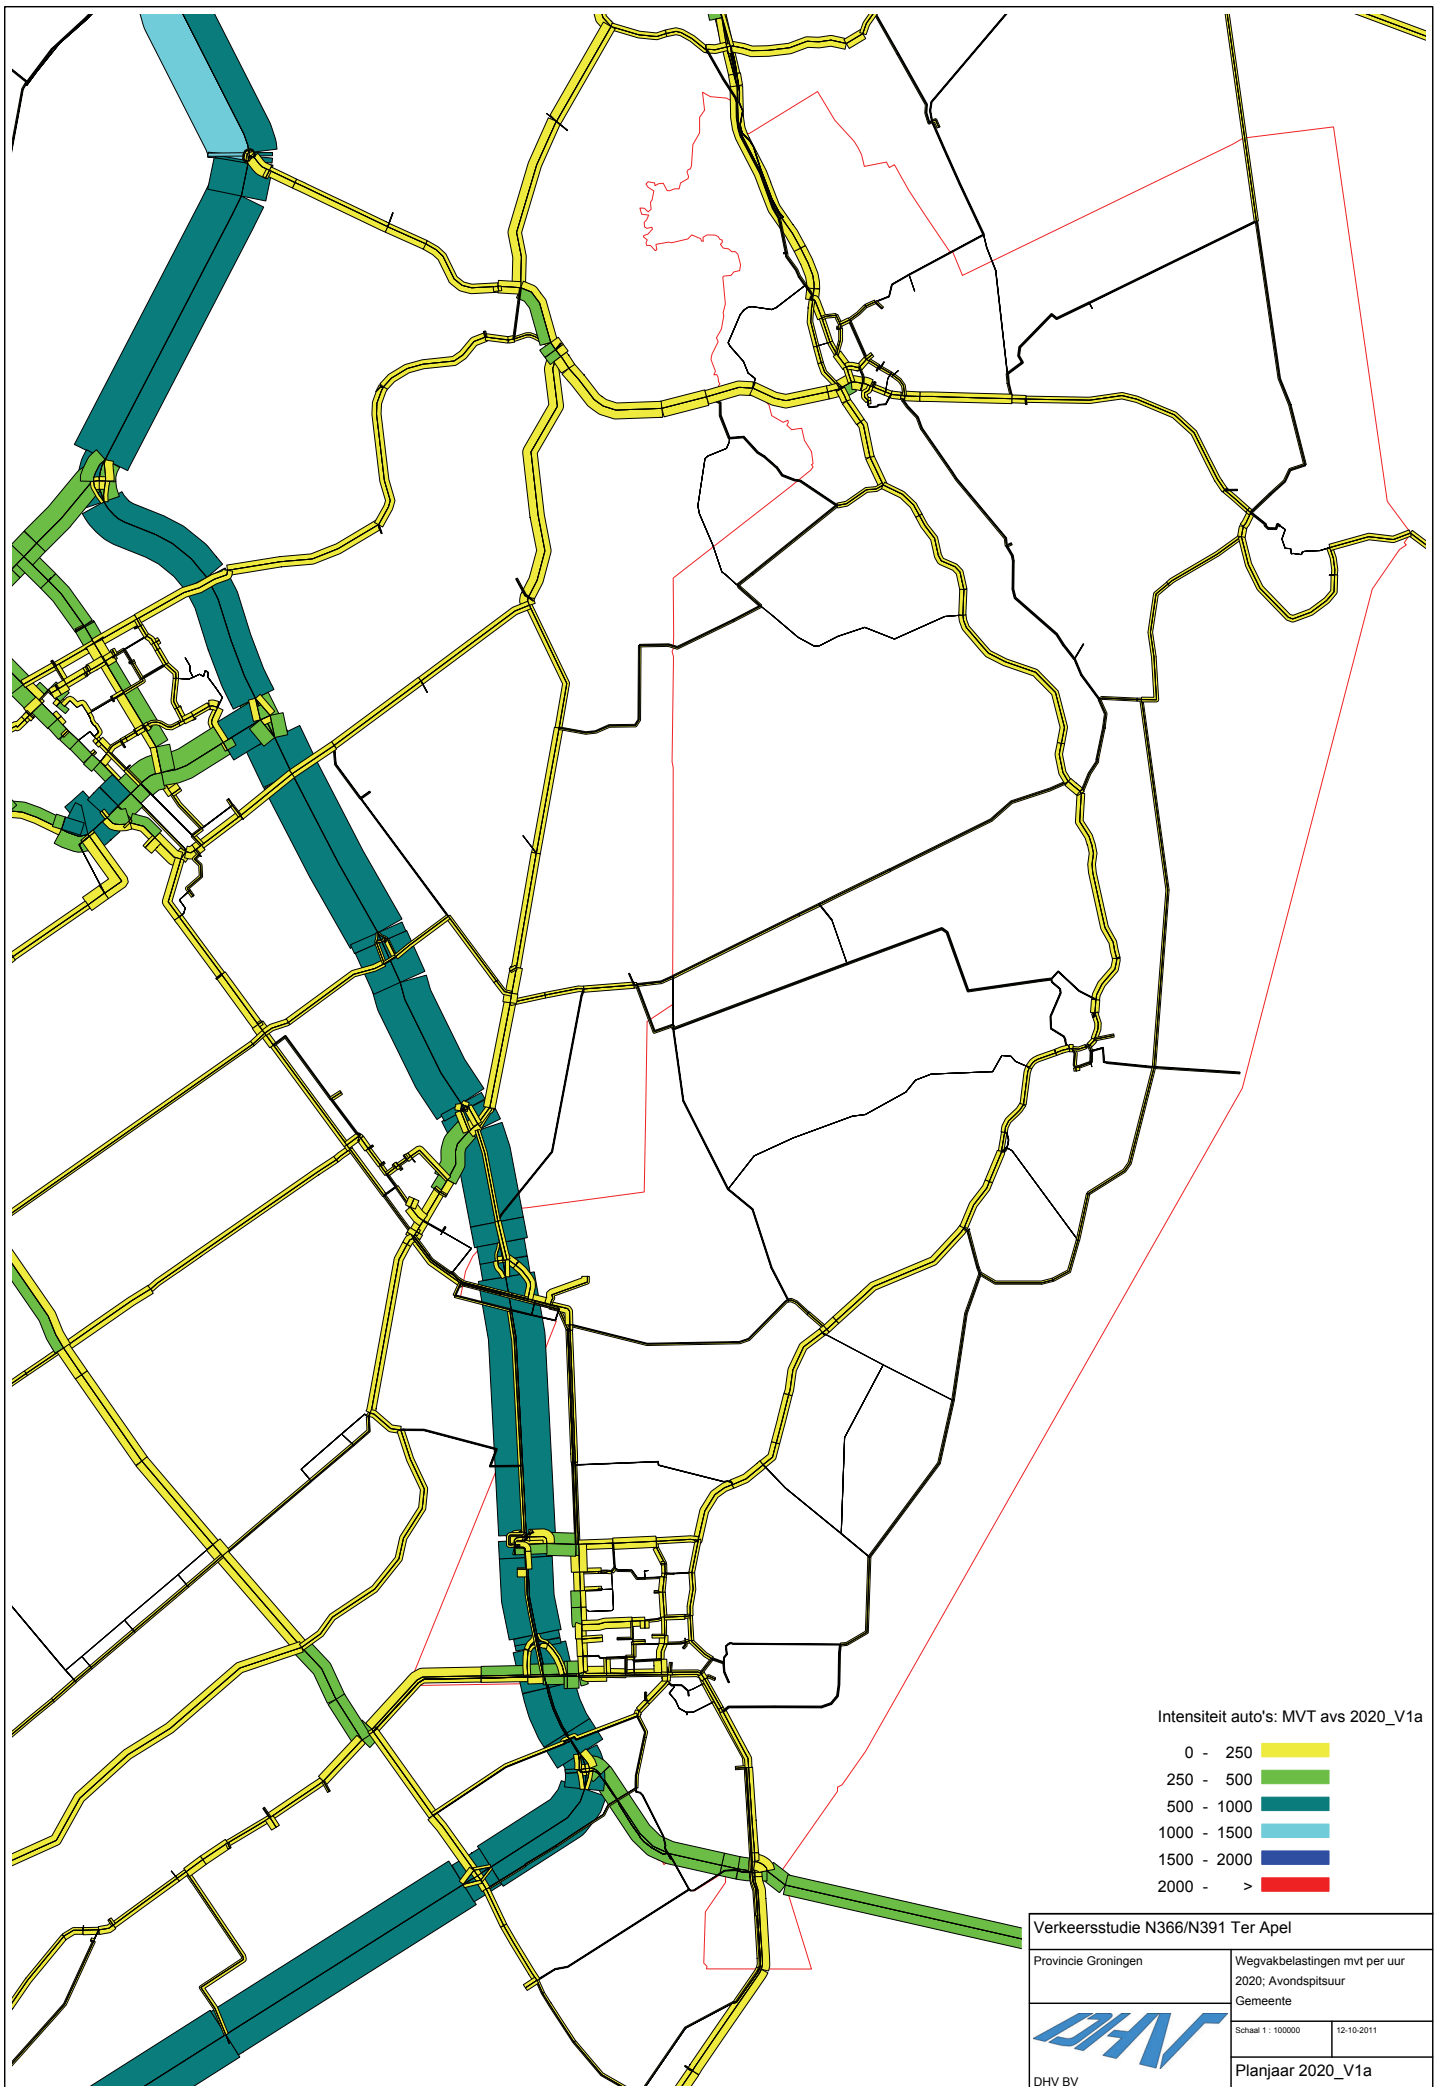 Intensiteit auto's: MVT avs 2020_V1a
0 - 250
250 - 500
500 - 1000
1000 - 1500
1500 - 2000
2000 - >
Verkeersstudie N366/N391 Ter Apel
Provincie Groningen
Wegvakbelastingen mvt per uur
2020; Avondspitsuur
Gemeente
DHV
Schaal 1 : 100000
12-10-2011
DHV BV
Planjaar 2020_V1a